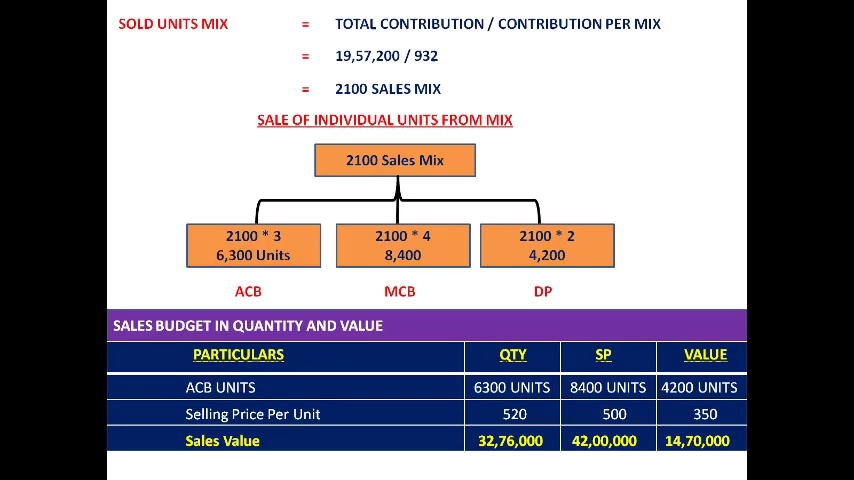 SOLD UNITS MIX = TOTAL CONTRIBUTION / CONTRIBUTION PER MIX
= 19,57,200 / 932
= 2100 SALES MIX
SALE OF INDIVIDUAL UNITS FROM MIX
2100 Sales Mix
2100 * 3 2100 * 4 2100 * 2
6,300 Units 8,400 4,200
ACB MCB DP
SALES BUDGET IN QUANTITY AND VALUE
PARTICULARS QTY SP VALUE
ACB UNITS 6300 UNITS 8400 UNITS 4200 UNITS
Selling Price Per Unit 520 500 350
Sales Value 32,76,000 42,00,000 14,70,000